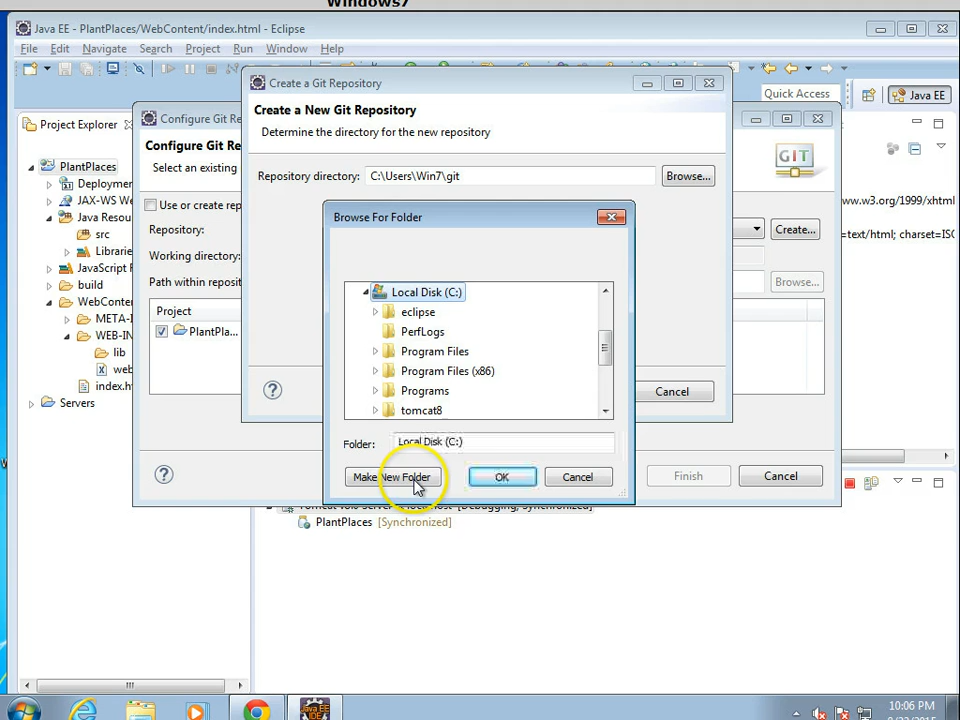 Windows7
Java EE - PlantPlaces/WebContent/index.html - Eclipse
File Edit Navigate Search Project Run Window Help
Quick Access
Java EE
Project Explorer
PlantPlaces
Deploymen
JAX-WS We
Java Resou
src
Librarie
JavaScript F
build
WebConte
META-I
WEB-IN
lib
web
index.h
Servers
Configure Git Re
Configure Git Re
Select an existing
Use or create rep
Repository:
Working directory:
Path within reposit
Project
PlantPla...
GIT
Create...
Browse...
Finish
Cancel
Create a Git Repository
Create a New Git Repository
Determine the directory for the new repository
Repository directory: C:\Users\Win7\git
Browse...
Cancel
Browse For Folder
Local Disk (C:)
eclipse
PerfLogs
Program Files
Program Files (x86)
Programs
tomcat8
Folder: Local Disk (C:)
Make New Folder
OK
Cancel
ww.w3.org/1999/xhtml
=text/html; charset=ISO
PlantPlaces [Synchronized]
Java EE
IDE
10:06 PM